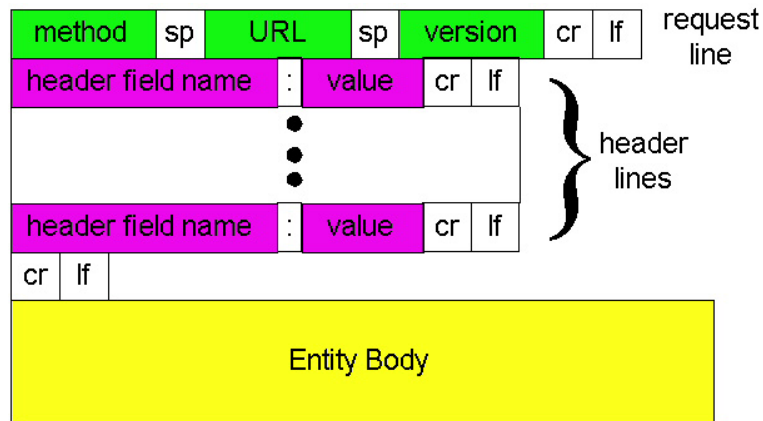 method sp URL sp version cr lf request line
header field name : value cr lf
header lines
header field name : value cr lf
cr lf
Entity Body